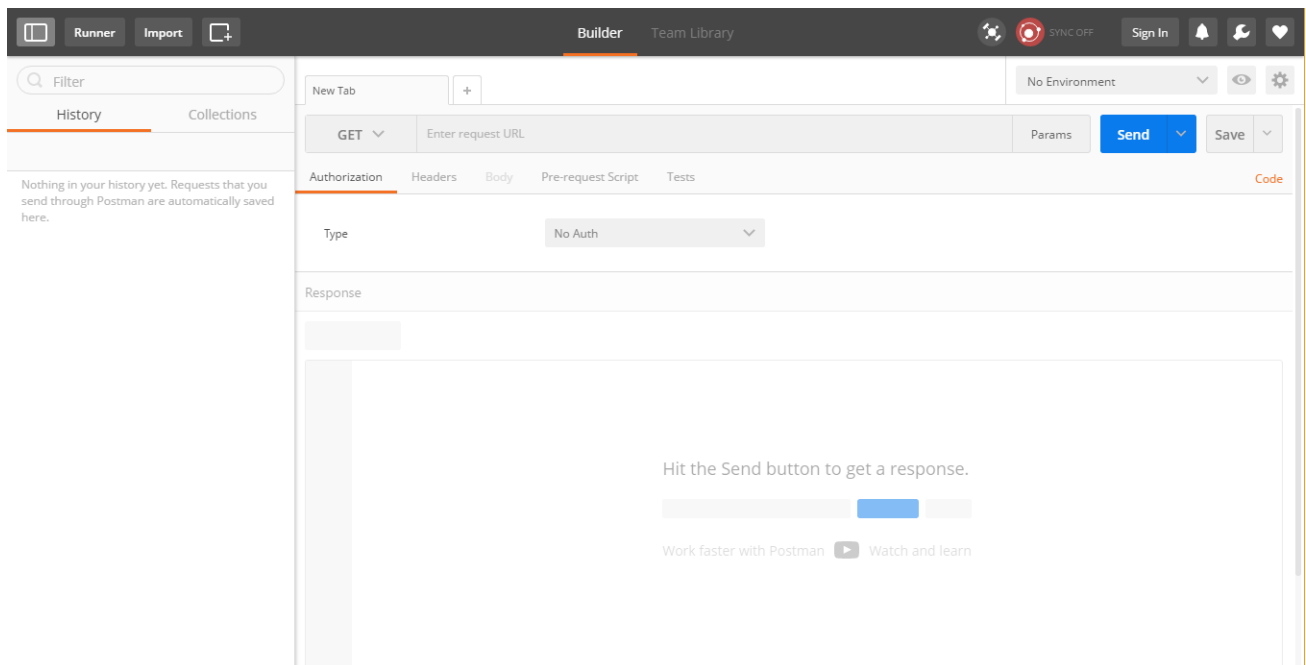 Runner Import Builder Team Library SYNC OFF Sign In
Filter
History Collections
Nothing in your history yet. Requests that you
send through Postman are automatically saved
here.
New Tab + No Environment
GET Enter request URL Params Send Save
Authorization Headers Body Pre-request Script Tests Code
Type No Auth
Response
Hit the Send button to get a response.
Work faster with Postman Watch and learn